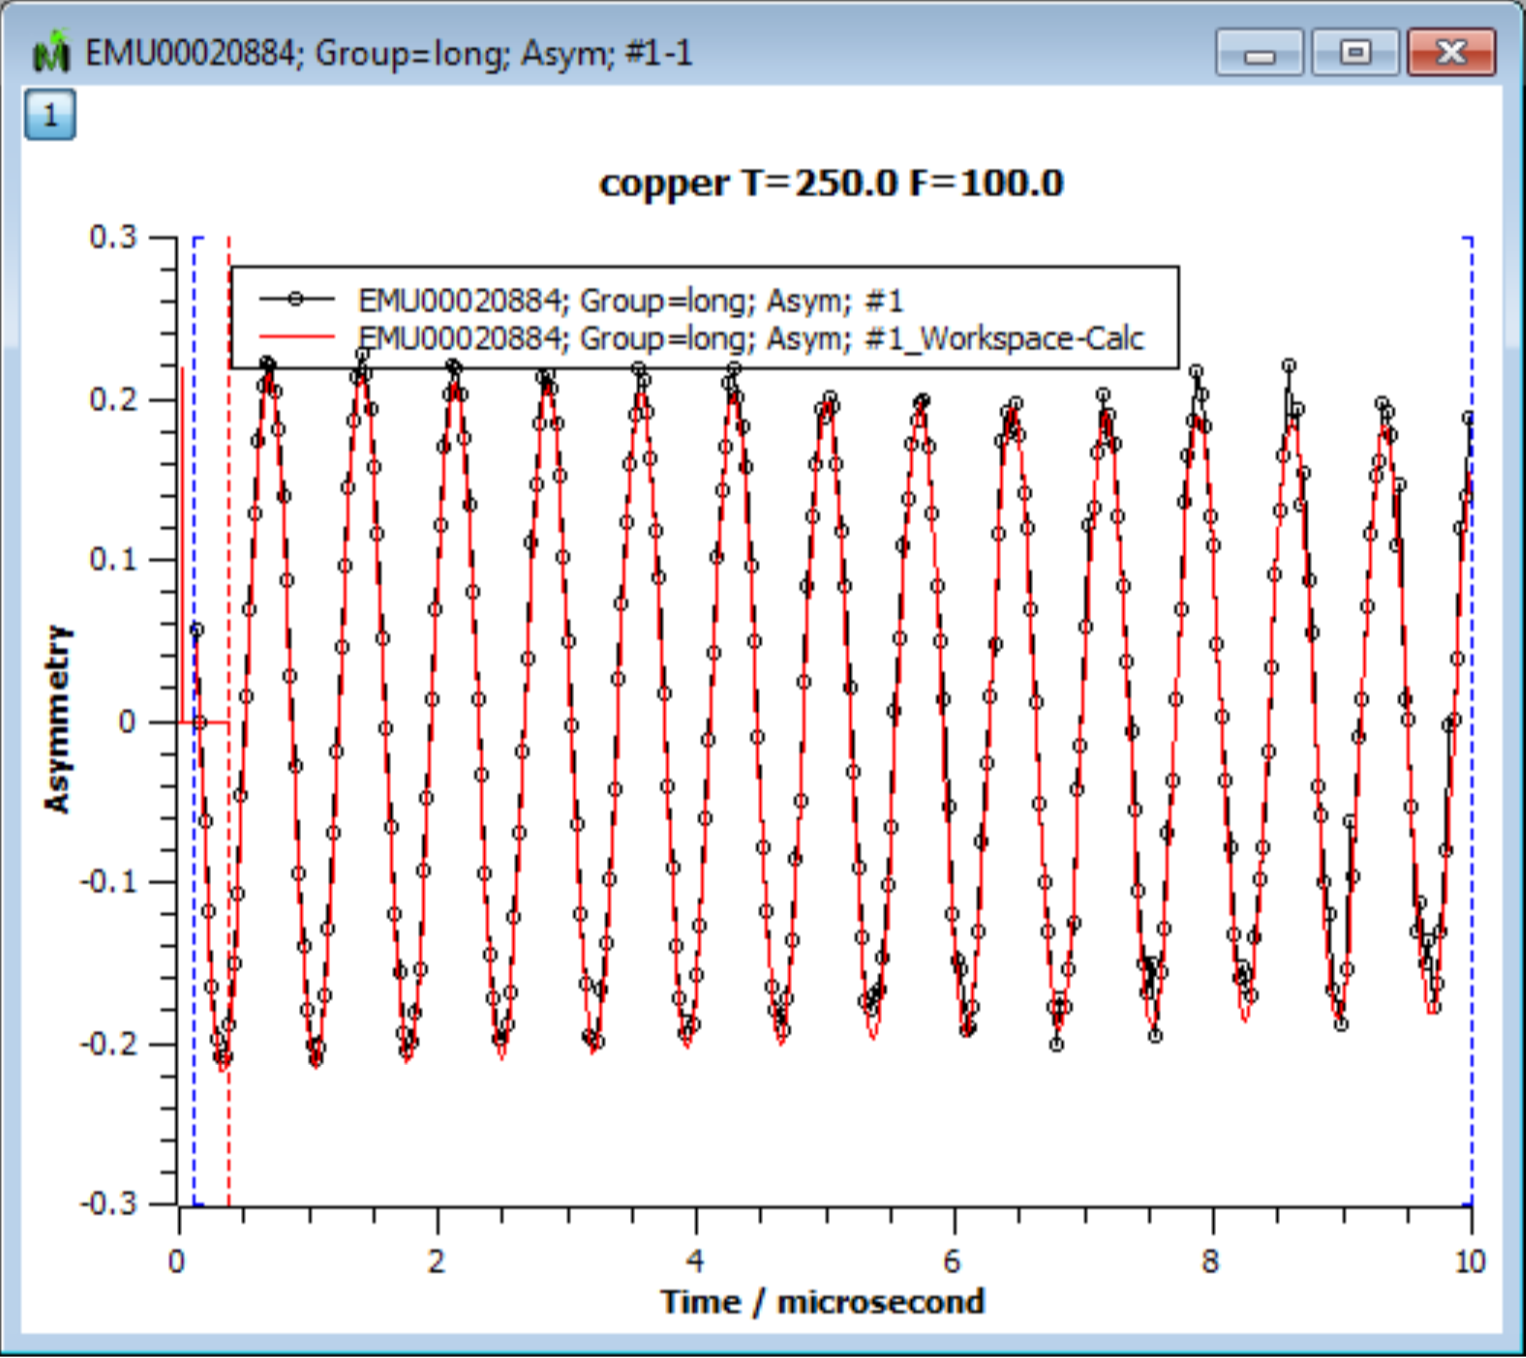 EMU00020884; Group=long; Asym; #1-1
1
copper T=250.0 F=100.0
EMU00020884; Group=long; Asym; #1
EMU00020884; Group=long; Asym; #1_Workspace-Calc
0.3
0.2
0.1
0
-0.1
-0.2
-0.3
Asymmetry
0 2 4 6 8 10
Time / microsecond